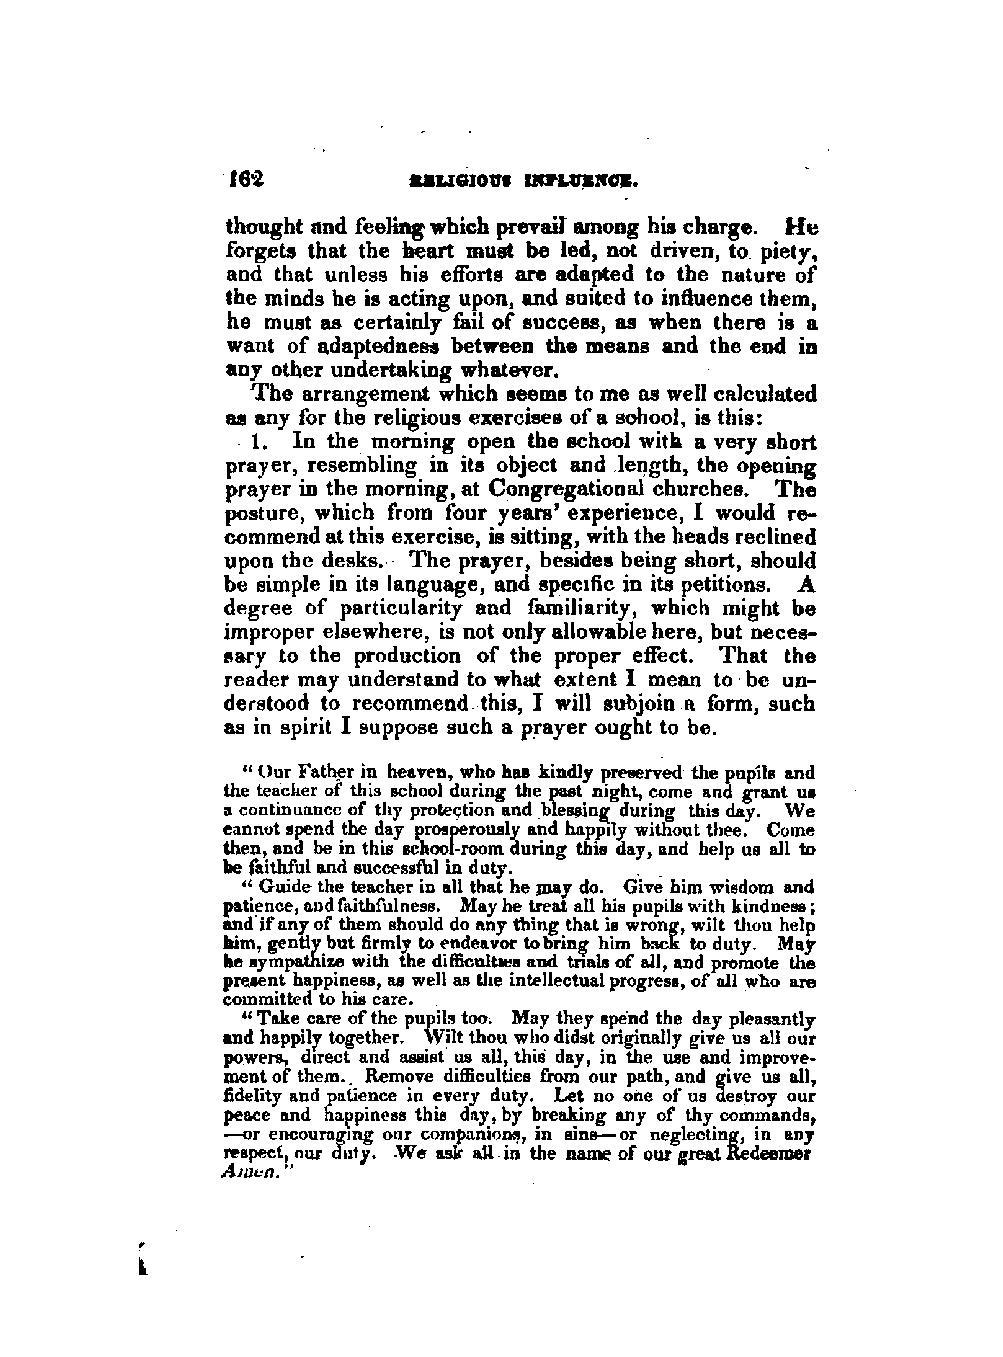 162 RELIGIOUS INFLUENCE.
thought and feeling which prevail among his charge. He
forgets that the heart must be led, not driven, to piety,
and that unless his efforts are adapted to the nature of
the minds he is acting upon, and suited to influence them,
he must as certainly fail of success, as when there is a
want of adaptedness between the means and the end in
any other undertaking whatever.
The arrangement which seems to me as well calculated
as any for the religious exercises of a school, is this:
1. In the morning open the school with a very short
prayer, resembling in its object and length, the opening
prayer in the morning, at Congregational churches. The
posture, which from four years' experience, I would re-
commend at this exercise, is sitting, with the heads reclined
upon the desks. The prayer, besides being short, should
be simple in its language, and specific in its petitions. A
degree of particularity and familiarity, which might be
improper elsewhere, is not only allowable here, but neces-
sary to the production of the proper effect. That the
reader may understand to what extent I mean to be un-
derstood to recommend this, I will subjoin a form, such
as in spirit I suppose such a prayer ought to be.
"Our Father in heaven, who has kindly preserved the pupils and
the teacher of this school during the past night, come and grant us
a continuance of thy protection and blessing during this day. We
cannot spend the day prosperously and happily without thee. Come
then, and be in this school-room during this day, and help us all to
be faithful and successful in duty.
"Guide the teacher in all that he may do. Give him wisdom and
patience, and faithfulness. May he treat all his pupils with kindness;
and if any of them should do any thing that is wrong, wilt thou help
him, gently but firmly to endeavor to bring him back to duty. May
he sympathize with the difficulties and trials of all, and promote the
present happiness, as well as the intellectual progress, of all who are
committed to his care.
"Take care of the pupils too. May they spend the day pleasantly
and happily together. Wilt thou who didst originally give us all our
powers, direct and assist us all, this day, in the use and improve-
ment of them. Remove difficulties from our path, and give us all,
fidelity and patience in every duty. Let no one of us destroy our
peace and happiness this day, by breaking any of thy commands,
—or encouraging our companions, in sins—or neglecting, in any
respect, our duty. We ask all in the name of our great Redeemer
Amen."